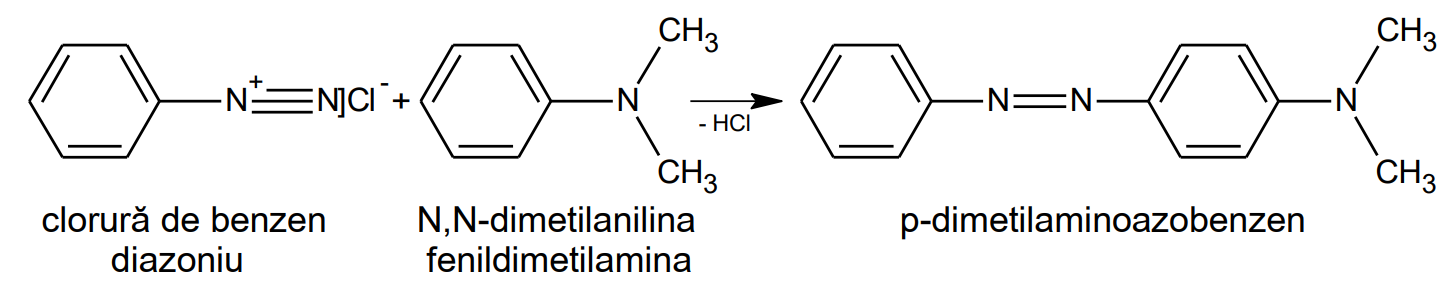 CH3 CH3
N+ N]Cl- + N N N N
- HCl
CH3 CH3
clorură de benzen N,N-dimetilanilina p-dimetilaminoazobenzen
diazoniu fenildimetilamina